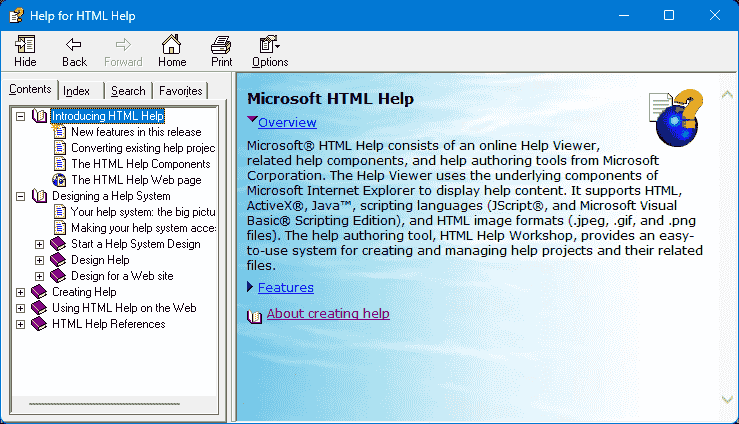 Help for HTML Help
Hide Back Forward Home Print Options
Contents Index Search Favorites
Introducing HTML Help
New features in this release
Converting existing help projec
The HTML Help Components
The HTML Help Web page
Designing a Help System
Your help system: the big pictu
Making your help system acce
Start a Help System Design
Design Help
Design for a Web site
Creating Help
Using HTML Help on the Web
HTML Help References
Microsoft HTML Help
Overview
Microsoft® HTML Help consists of an online Help Viewer,
related help components, and help authoring tools from Microsoft
Corporation. The Help Viewer uses the underlying components of
Microsoft Internet Explorer to display help content. It supports HTML,
ActiveX®, Java™, scripting languages (JScript®, and Microsoft Visual
Basic® Scripting Edition), and HTML image formats (.jpeg, .gif, and .png
files). The help authoring tool, HTML Help Workshop, provides an easy-
to-use system for creating and managing help projects and their related
files.
Features
About creating help